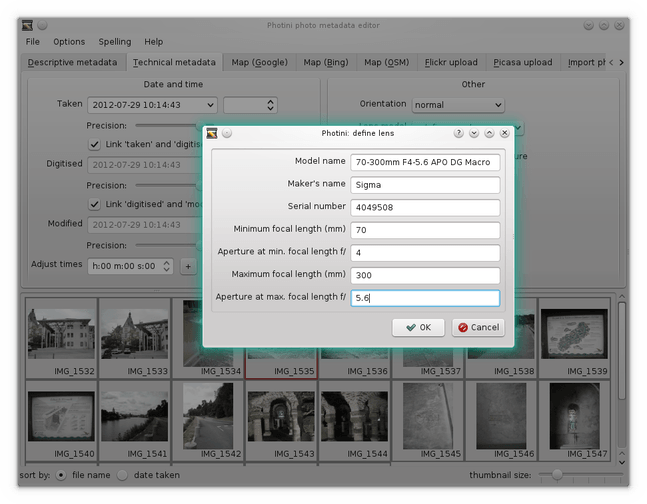 Photini photo metadata editor
File Options Spelling Help
Descriptive metadata Technical metadata Map (Google) Map (Bing) Map (OSM) Flickr upload Picasa upload Import ph
Date and time
Other
Taken 2012-07-29 10:14:43
Orientation normal
Precision:
Link 'taken' and 'digitis
Digitised 2012-07-29 10:14:43
Precision:
Link 'digitised' and 'mo
Modified 2012-07-29 10:14:43
Precision:
Adjust times h:00 m:00 s:00 +
Photini: define lens
Model name 70-300mm F4-5.6 APO DG Macro
Maker's name Sigma
Serial number 4049508
Minimum focal length (mm) 70
Aperture at min. focal length f/ 4
Maximum focal length (mm) 300
Aperture at max. focal length f/ 5.6
OK Cancel
IMG_1532 IMG_1533 IMG_1534 IMG_1535 IMG_1536 IMG_1537 IMG_1538 IMG_1539
IMG_1540 IMG_1541 IMG_1542 IMG_1543 IMG_1544 IMG_1545 IMG_1546 IMG_1547
sort by: file name date taken thumbnail size: